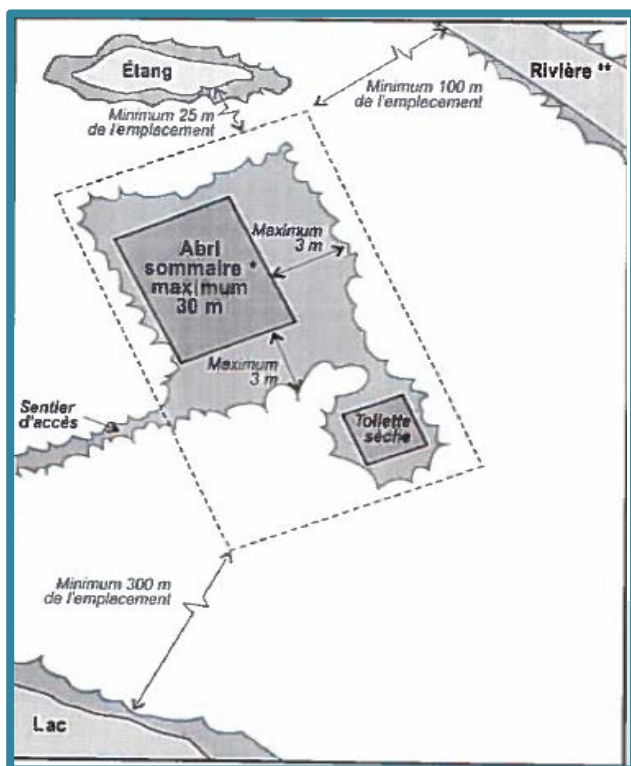 Étang
Rivière **
Minimum 100 m
de l'emplacement
Minimum 25 m
de l'emplacement
Maximum
3 m
Abri
sommaire *
maximum
30 m
Maximum
3 m
Sentier
d'accès
Toilette
sèche
Minimum 300 m
de l'emplacement
Lac